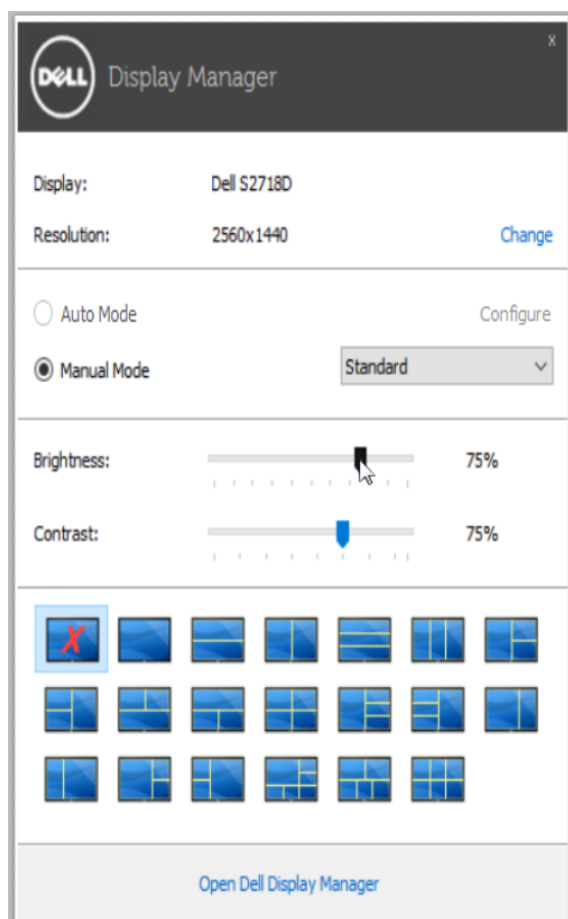 x
DELL Display Manager
Display: Dell S2718D
Resolution: 2560x1440 Change
Auto Mode Configure
Manual Mode Standard
Brightness: 75%
Contrast: 75%
Open Dell Display Manager